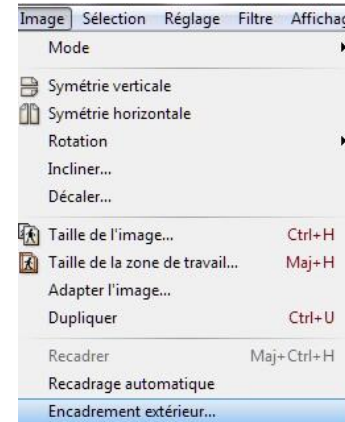 Image Sélection Réglage Filtre Affichag
Mode
Symétrie verticale
Symétrie horizontale
Rotation
Incliner...
Décaler...
Taille de l'image... Ctrl+H
Taille de la zone de travail... Maj+H
Adapter l'image...
Dupliquer Ctrl+U
Recadrer Maj+Ctrl+H
Recadrage automatique
Encadrement extérieur...